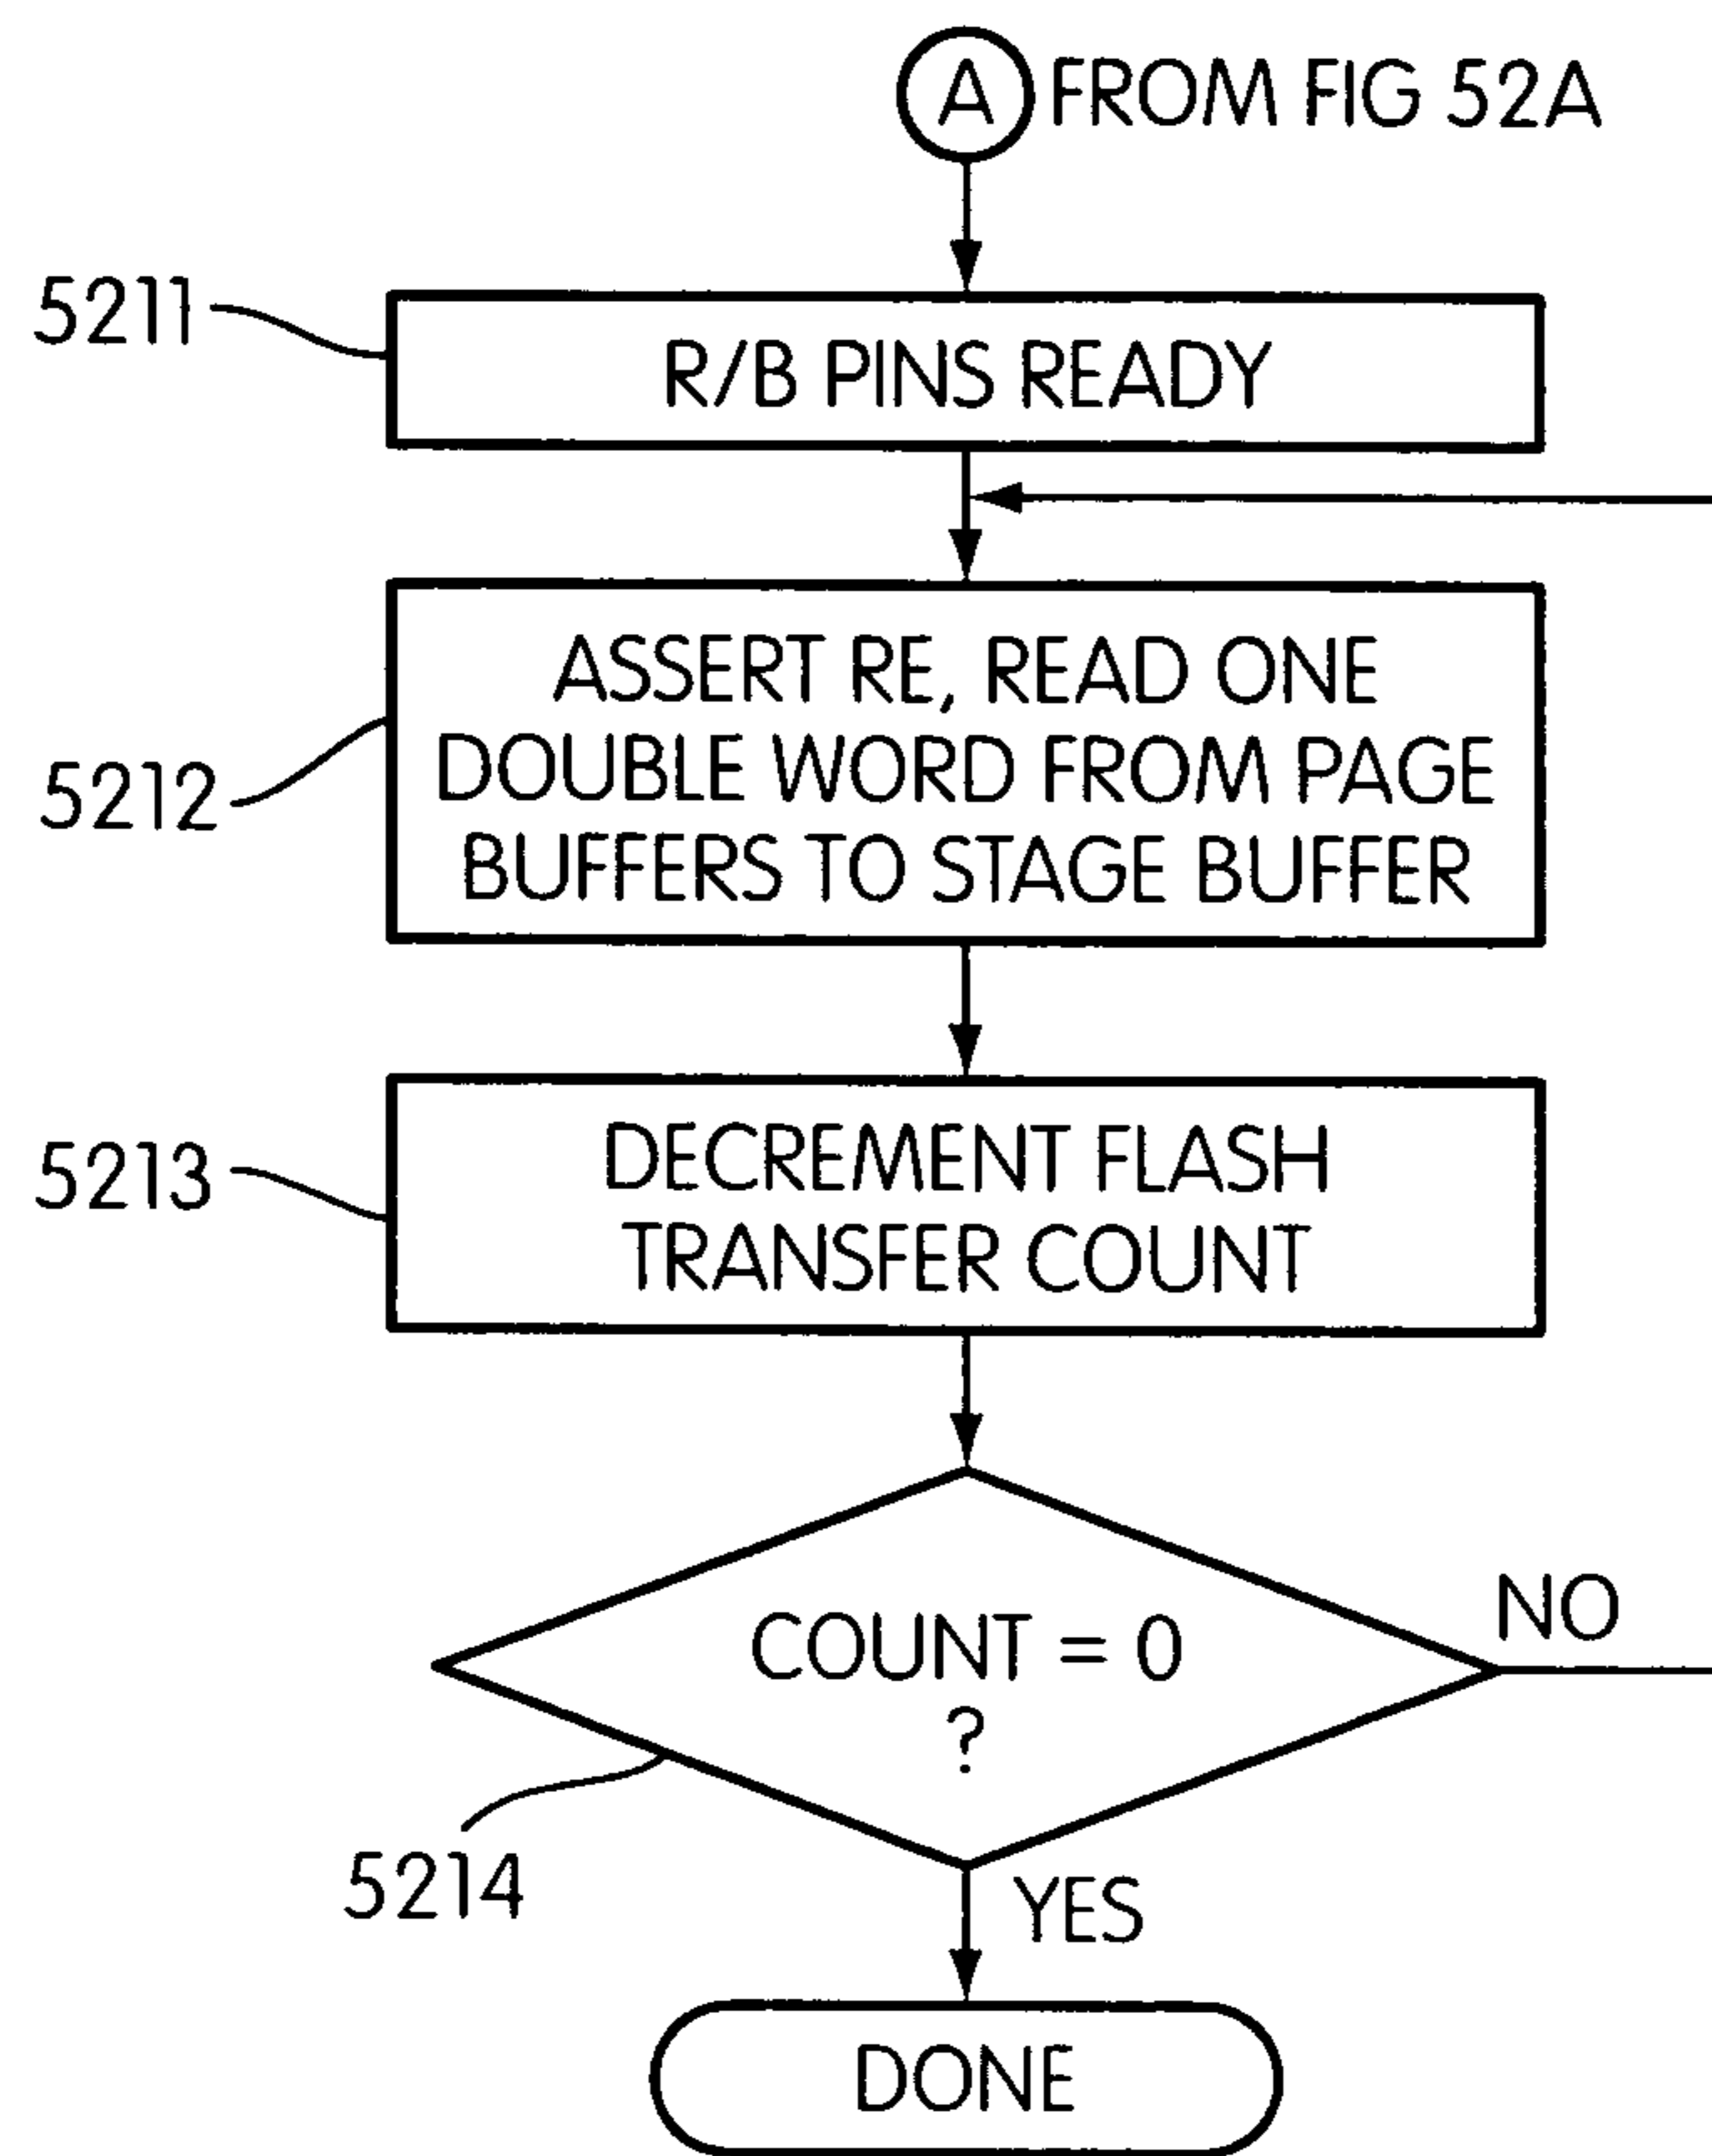 A FROM FIG 52A
5211
R/B PINS READY
5212
ASSERT RE, READ ONE
DOUBLE WORD FROM PAGE
BUFFERS TO STAGE BUFFER
5213
DECREMENT FLASH
TRANSFER COUNT
COUNT = 0
?
NO
5214
YES
DONE